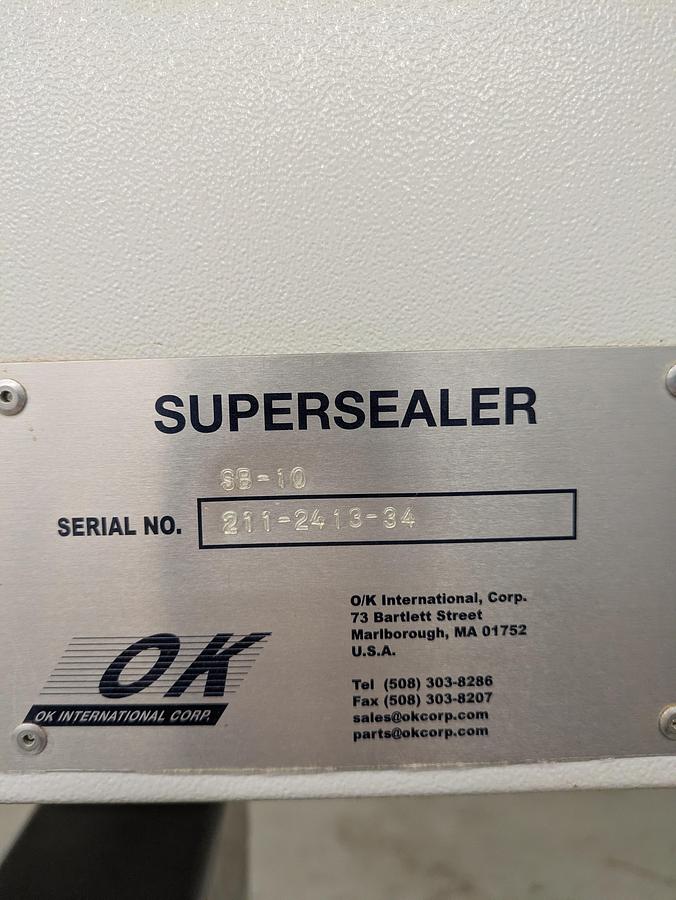 SUPERSEALER
SB-10
SERIAL NO. 211-2413-34
O/K International, Corp.
73 Bartlett Street
Marlborough, MA 01752
U.S.A.
Tel (508) 303-8286
Fax (508) 303-8207
sales@okcorp.com
parts@okcorp.com
OK
OK INTERNATIONAL CORP.